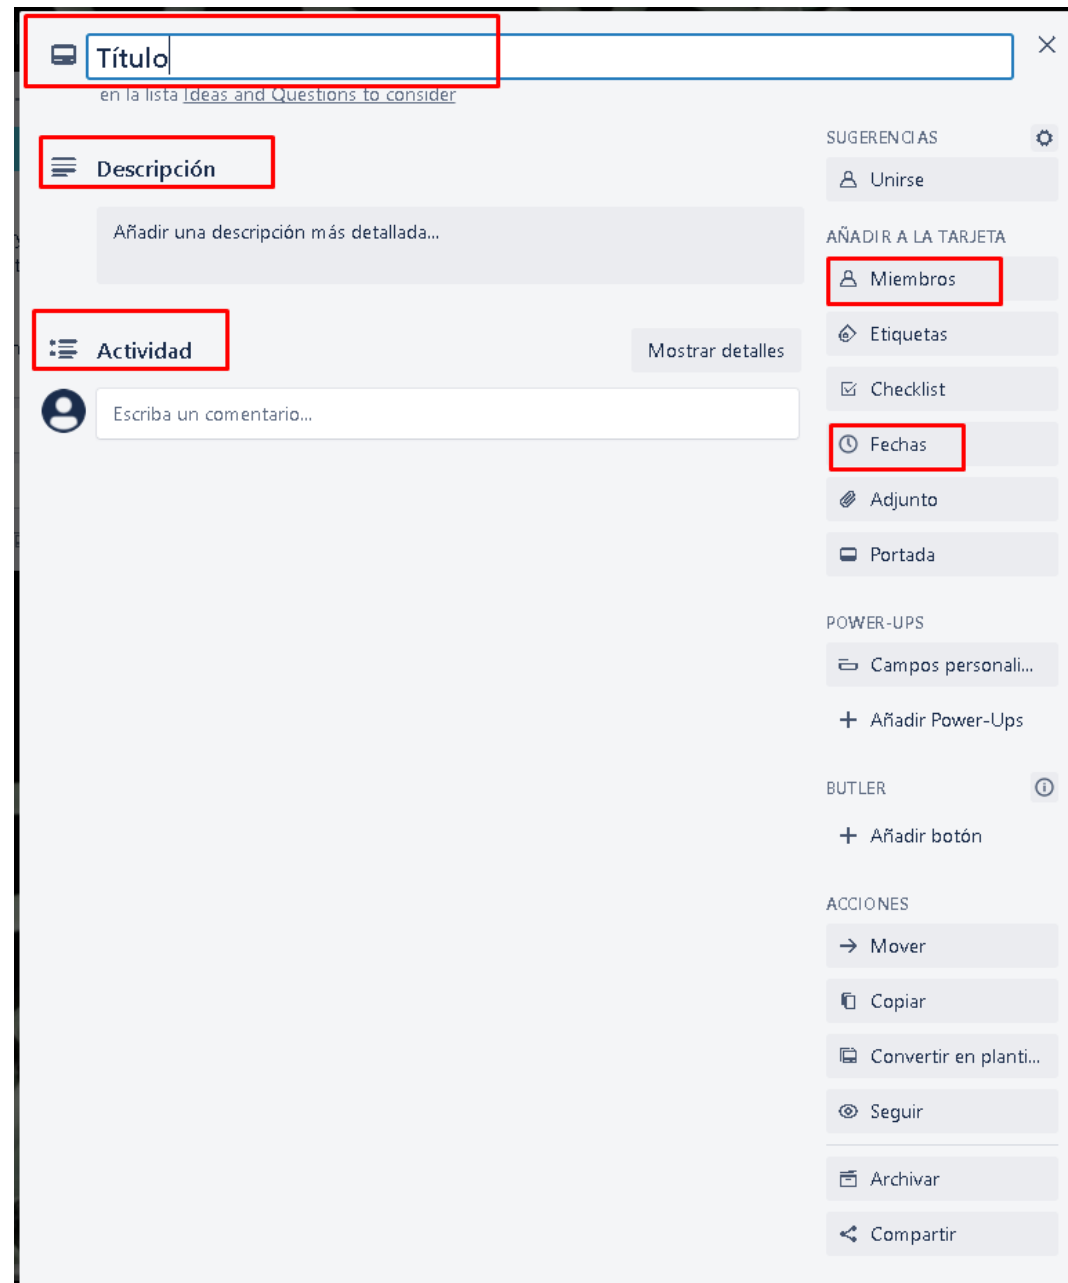 Título
en la lista Ideas and Questions to consider
Descripción
Añadir una descripción más detallada...
Actividad
Mostrar detalles
Escriba un comentario...
SUGERENCIAS
Unirse
AÑADIR A LA TARJETA
Miembros
Etiquetas
Checklist
Fechas
Adjunto
Portada
POWER-UPS
Campos personali...
Añadir Power-Ups
BUTLER
Añadir botón
ACCIONES
Mover
Copiar
Convertir en planti...
Seguir
Archivar
Compartir